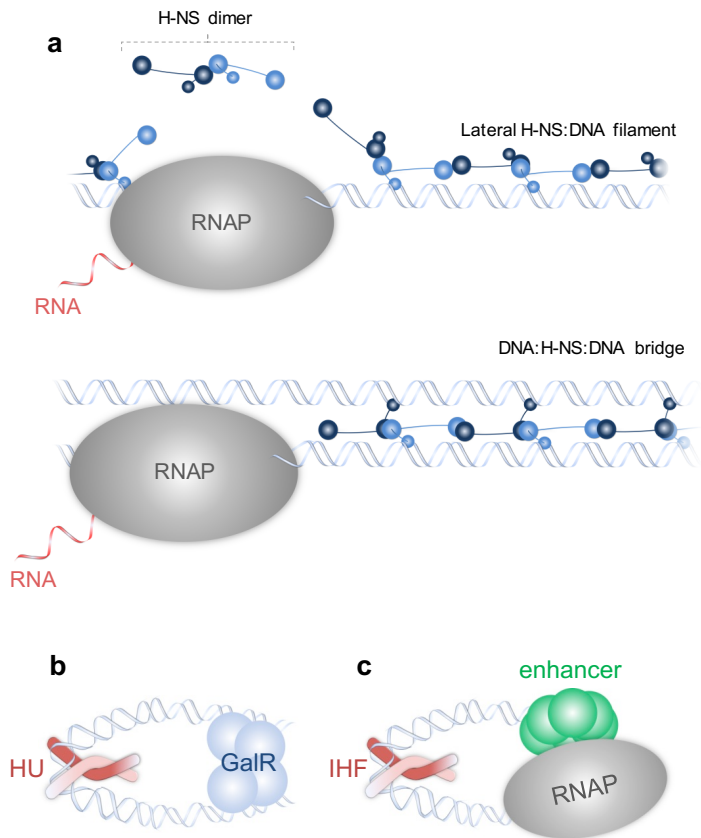 H-NS dimer
a
Lateral H-NS:DNA filament
RNAP
RNA
DNA:H-NS:DNA bridge
RNAP
RNA
b
c
enhancer
HU
GalR
IHF
RNAP